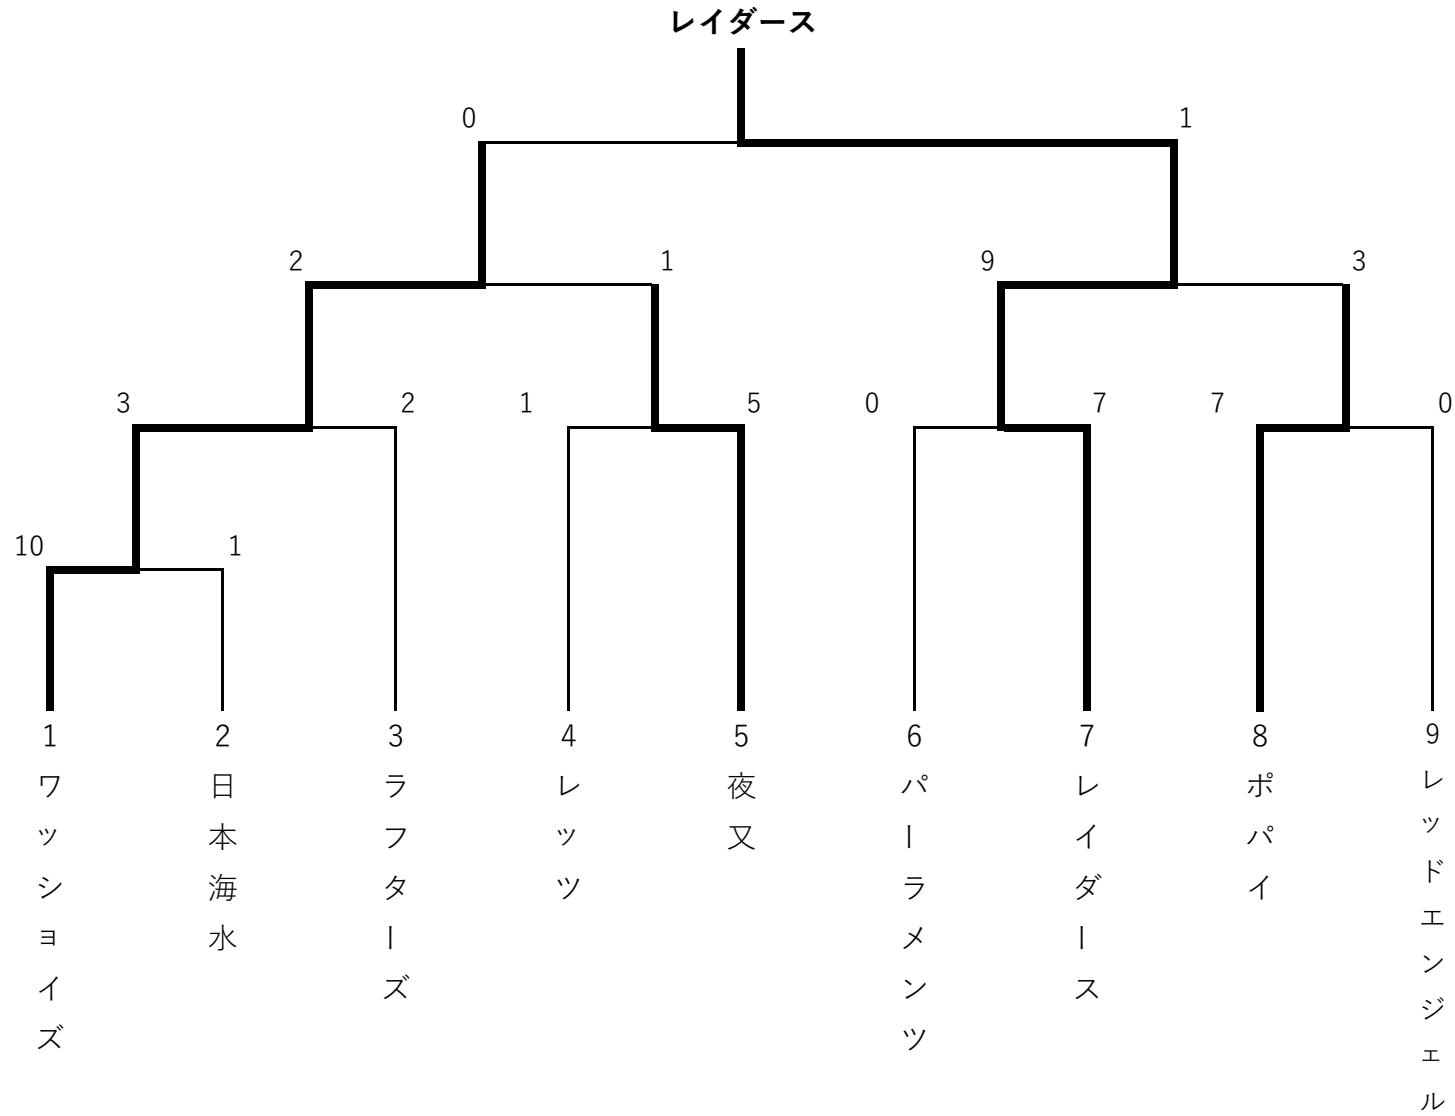 レイダース
0 1
2 1 9 3
3 2 1 5 0 7 7 0
10 1
1 2 3 4 5 6 7 8 9
ワッショイズ
日本海水
ラフターズ
レッツ
夜叉
パーラメンツ
レイダース
ポパイ
レッドエンジェル